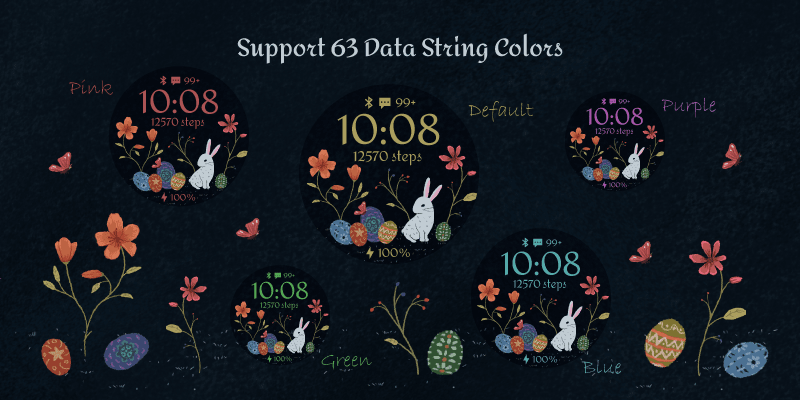 Support 63 Data String Colors
Pink
99+
10:08
12570 steps
100%
Default
99+
10:08
12570 steps
100%
Purple
99+
10:08
12570 steps
100%
Green
99+
10:08
12570 steps
100%
Blue
99+
10:08
12570 steps
100%